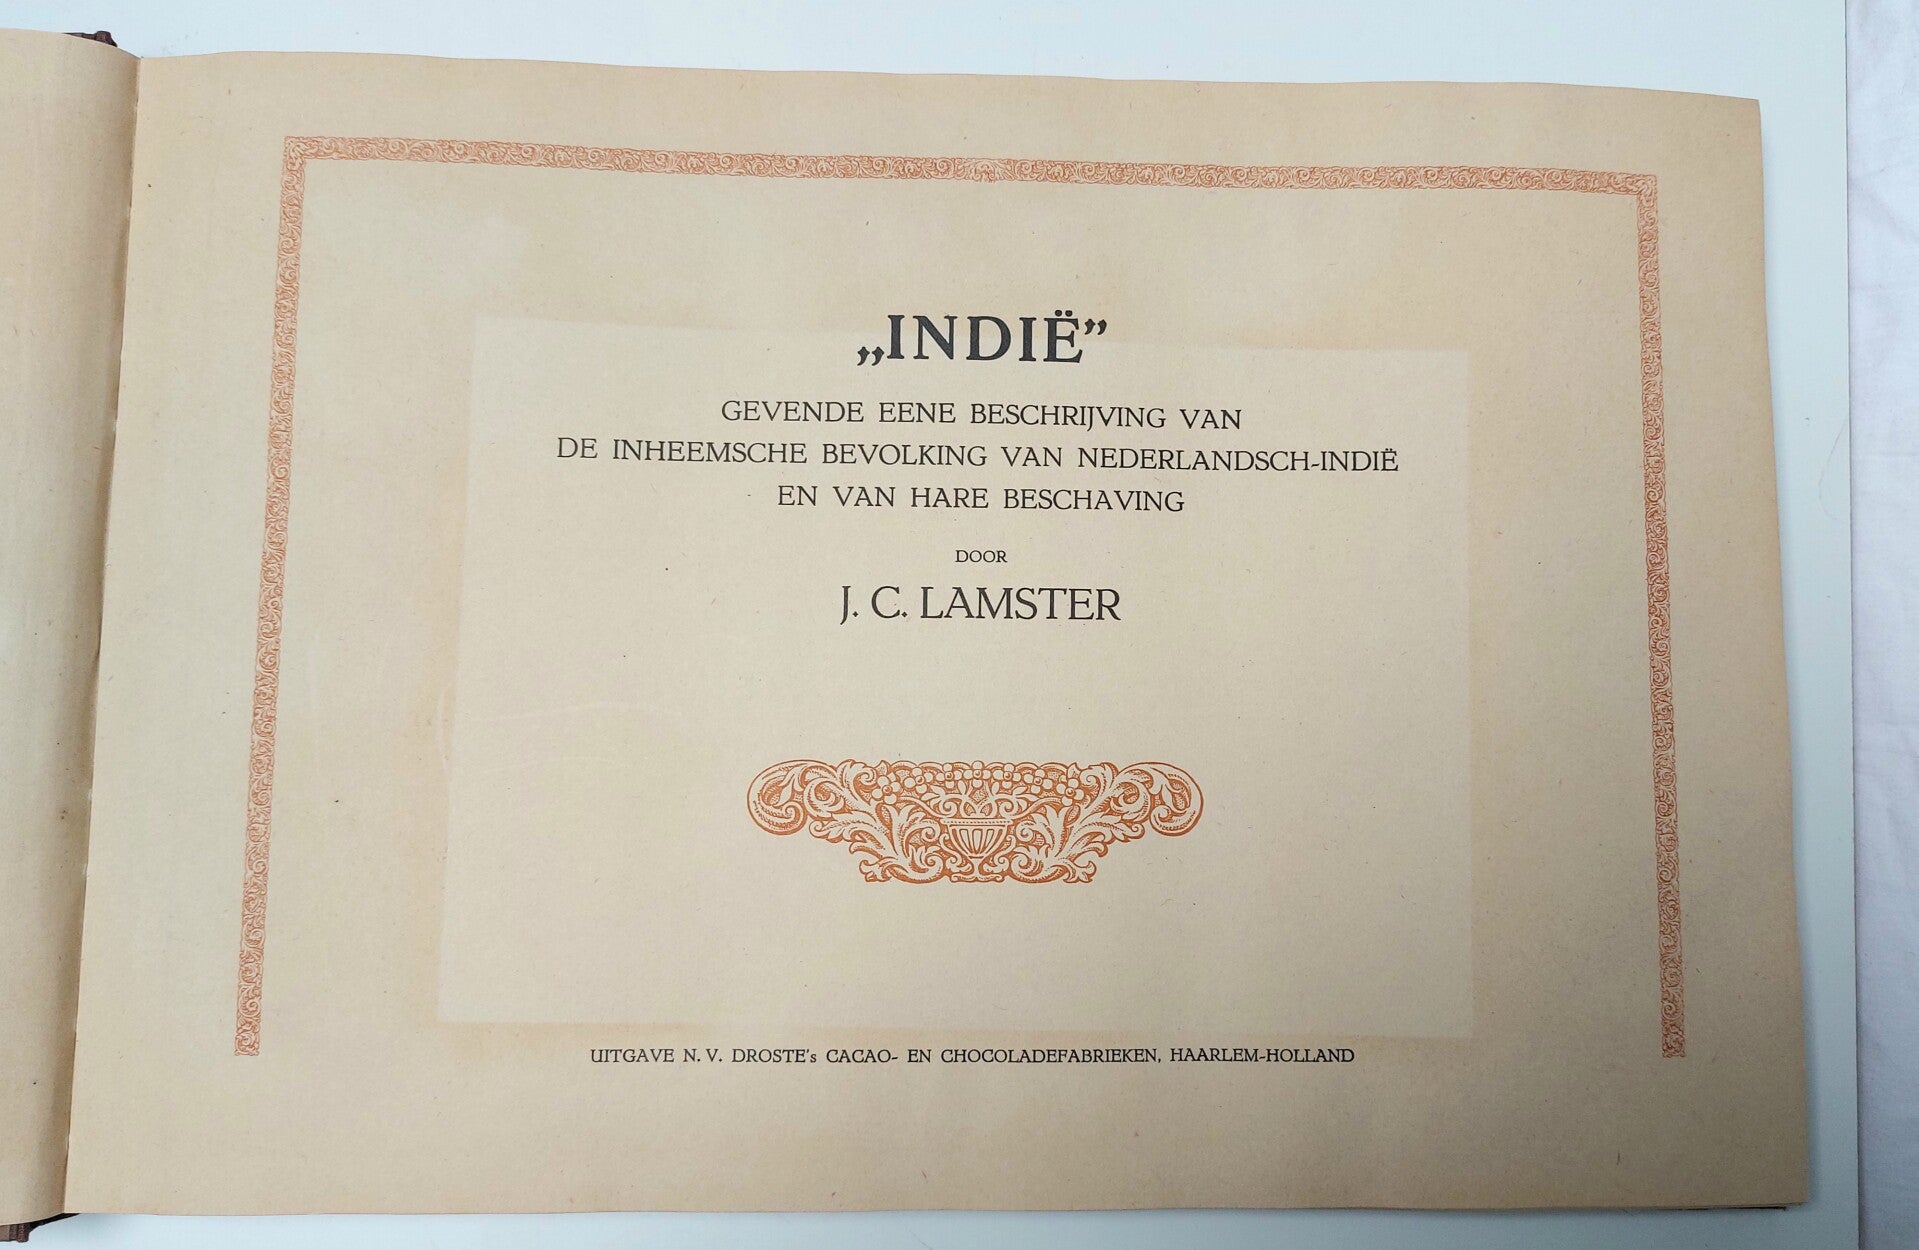 „INDIË”
GEVENDE EENE BESCHRIJVING VAN
DE INHEEMSCHE BEVOLKING VAN NEDERLANDSCH-INDIË
EN VAN HARE BESCHAVING
DOOR
J. C. LAMSTER
UITGAVE N. V. DROSTE's CACAO- EN CHOCOLADEFABRIEKEN, HAARLEM-HOLLAND